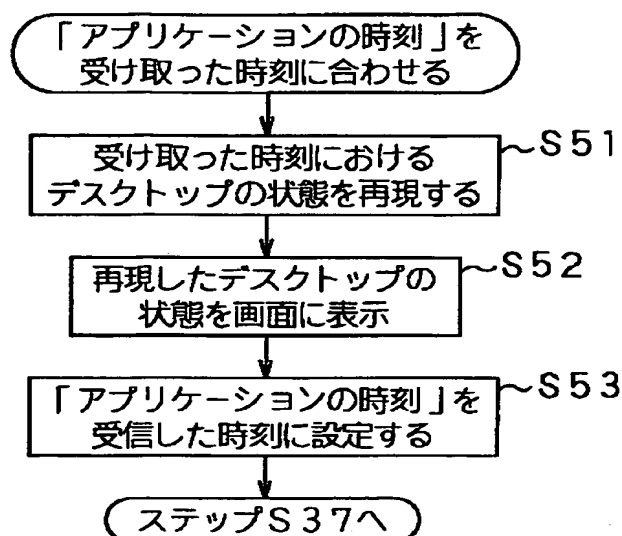 「アプリケーションの時刻」を
受け取った時刻に合わせる
受け取った時刻における
デスクトップの状態を再現する
S51
再現したデスクトップの
状態を画面に表示
S52
「アプリケーションの時刻」を
受信した時刻に設定する
S53
ステップS37へ